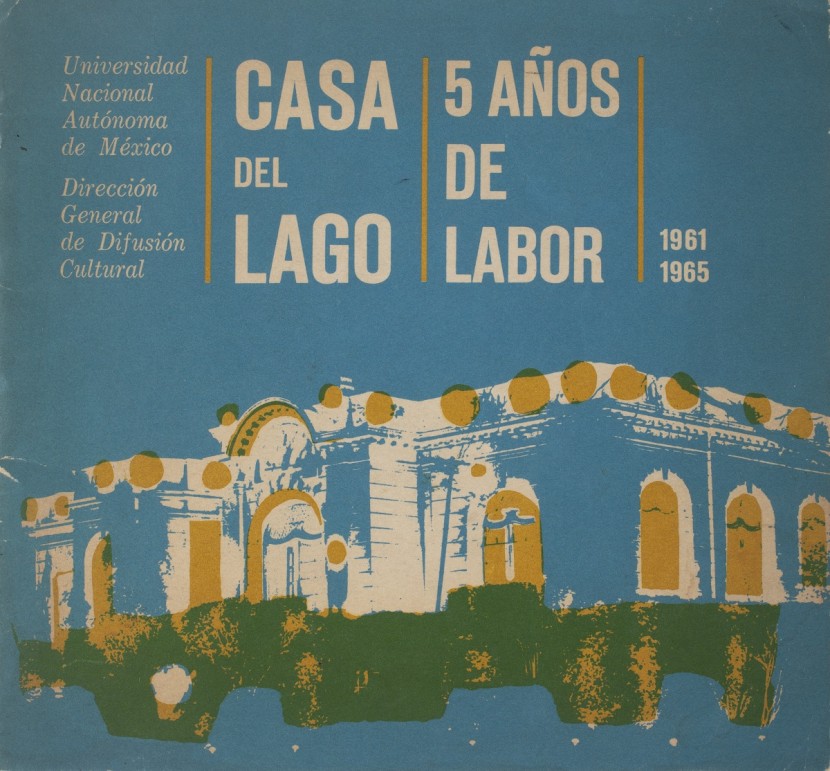 Universidad
Nacional
Autónoma
de México
Dirección
General
de Difusión
Cultural
CASA
DEL
LAGO
5 AÑOS
DE
LABOR
1961
1965